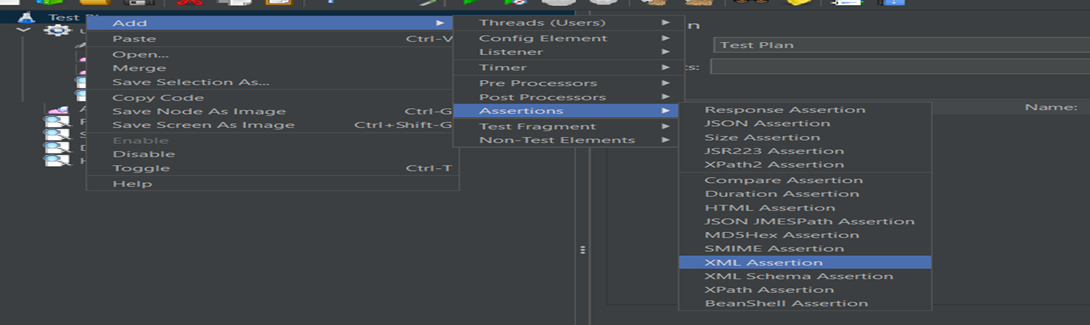 Test
Add
Paste Ctrl-V
Open...
Merge
Save Selection As...
Copy Code
Save Node As Image Ctrl-G
Save Screen As Image Ctrl+Shift-G
Enable
Disable
Toggle Ctrl-T
Help
Threads (Users)
Config Element
Listener
Timer
Pre Processors
Post Processors
Assertions
Test Fragment
Non-Test Elements
Response Assertion
JSON Assertion
Size Assertion
JSR223 Assertion
XPath2 Assertion
Compare Assertion
Duration Assertion
HTML Assertion
JSON JMESPath Assertion
MD5Hex Assertion
SMIME Assertion
XML Assertion
XML Schema Assertion
XPath Assertion
BeanShell Assertion
n
Test Plan
s:
Name: